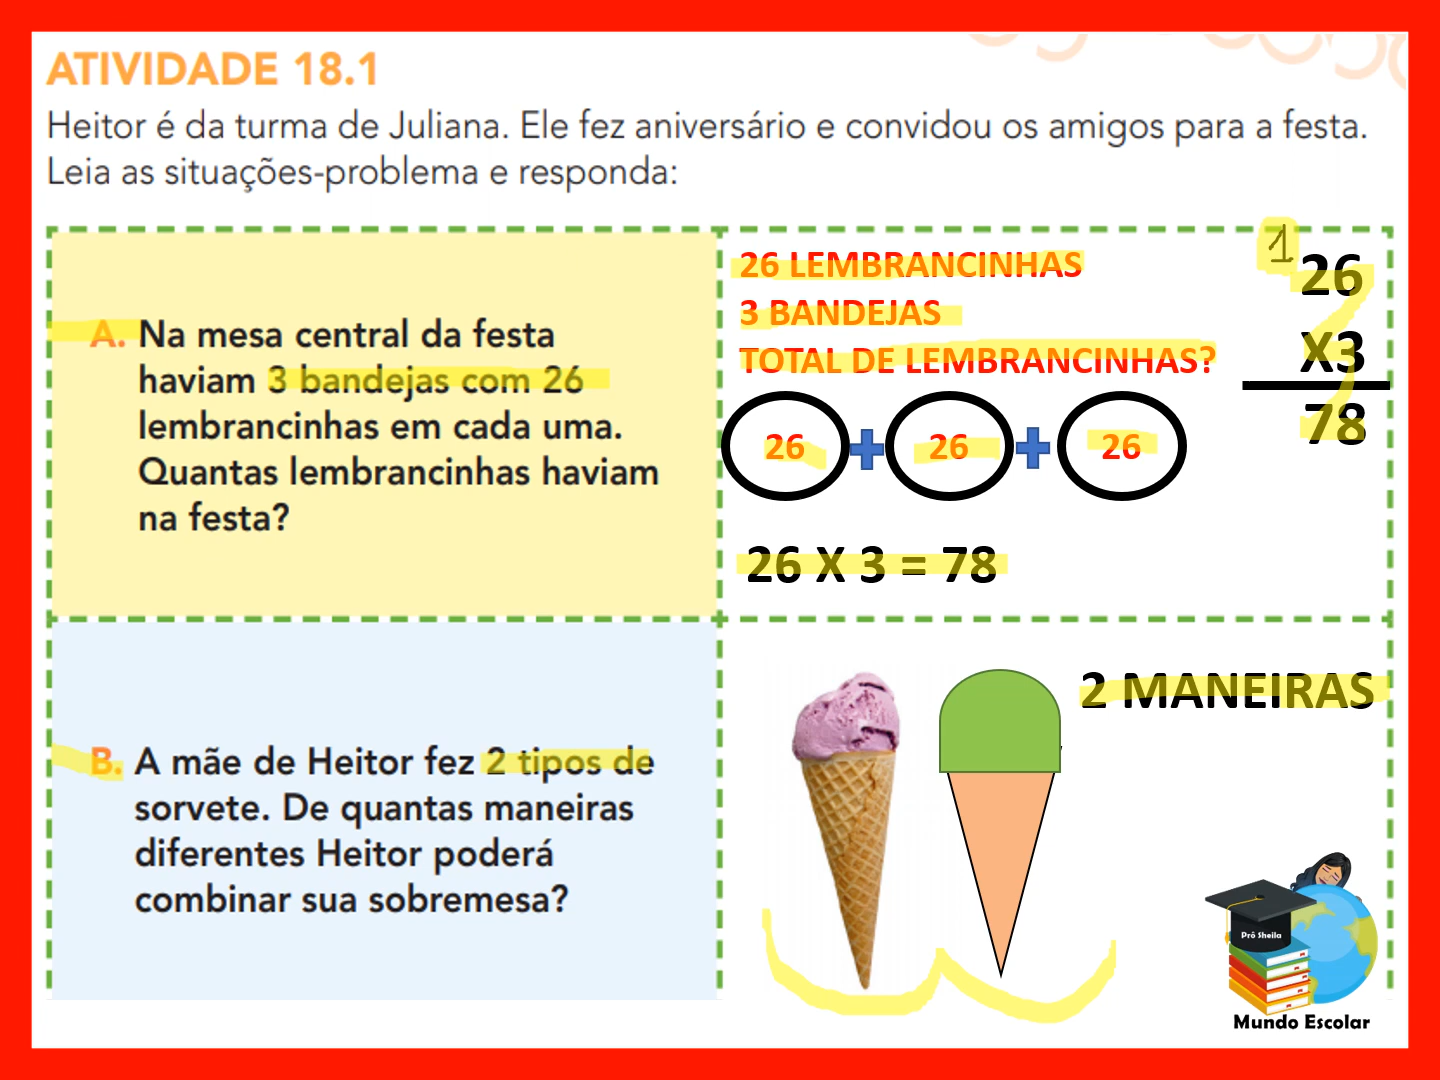 ATIVIDADE 18.1
Heitor é da turma de Juliana. Ele fez aniversário e convidou os amigos para a festa.
Leia as situações-problema e responda:
A. Na mesa central da festa
haviam 3 bandejas com 26
lembrancinhas em cada uma.
Quantas lembrancinhas haviam
na festa?
26 LEMBRANCINHAS
3 BANDEJAS
TOTAL DE LEMBRANCINHAS?
26 + 26 + 26
26 X 3 = 78
1
26
X3
78
B. A mãe de Heitor fez 2 tipos de
sorvete. De quantas maneiras
diferentes Heitor poderá
combinar sua sobremesa?
2 MANEIRAS
Prô Sheila
Mundo Escolar